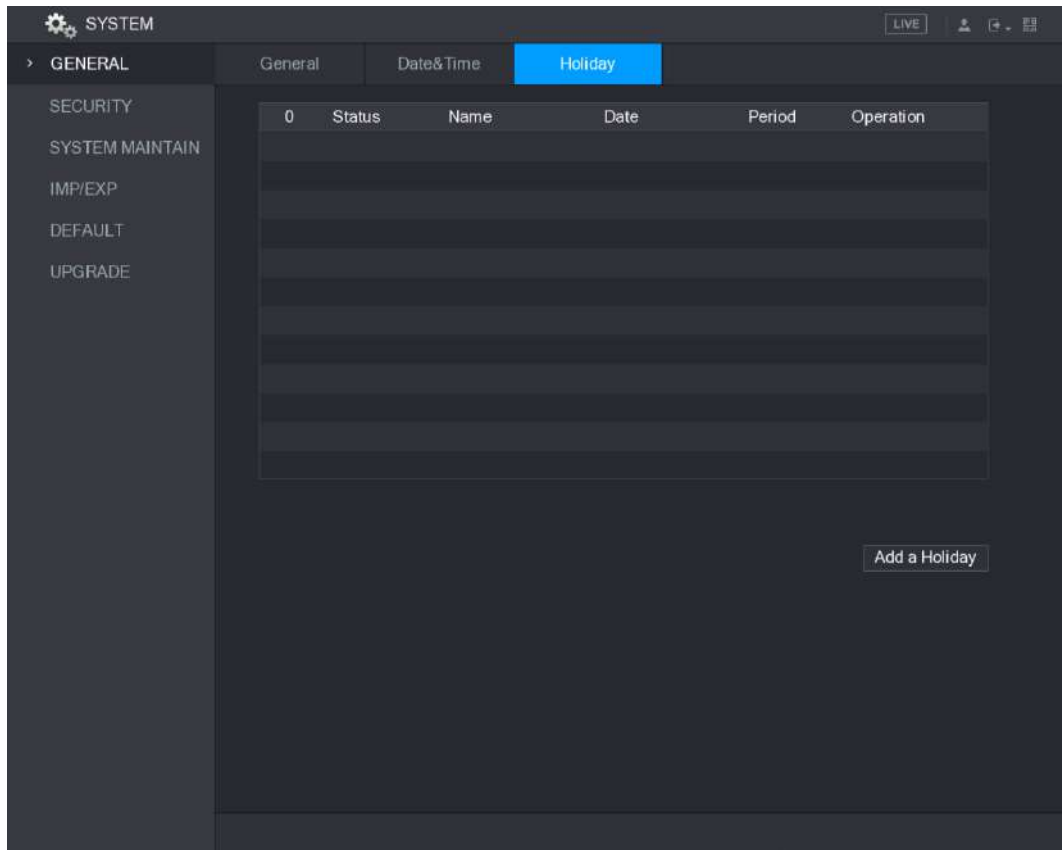 SYSTEM
LIVE
GENERAL
General Date&Time Holiday
SECURITY
SYSTEM MAINTAIN
IMP/EXP
DEFAULT
UPGRADE
0 Status Name Date Period Operation
Add a Holiday